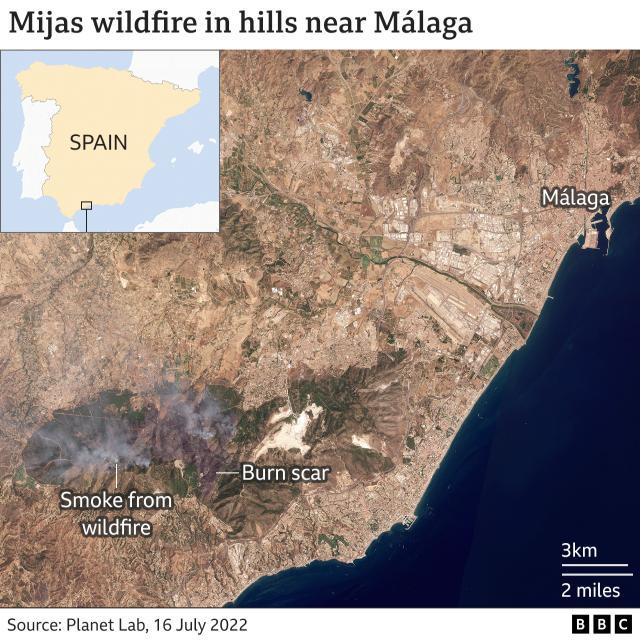 Mijas wildfire in hills near Málaga
SPAIN
Málaga
Burn scar
Smoke from
wildfire
3km
2 miles
Source: Planet Lab, 16 July 2022
BBC